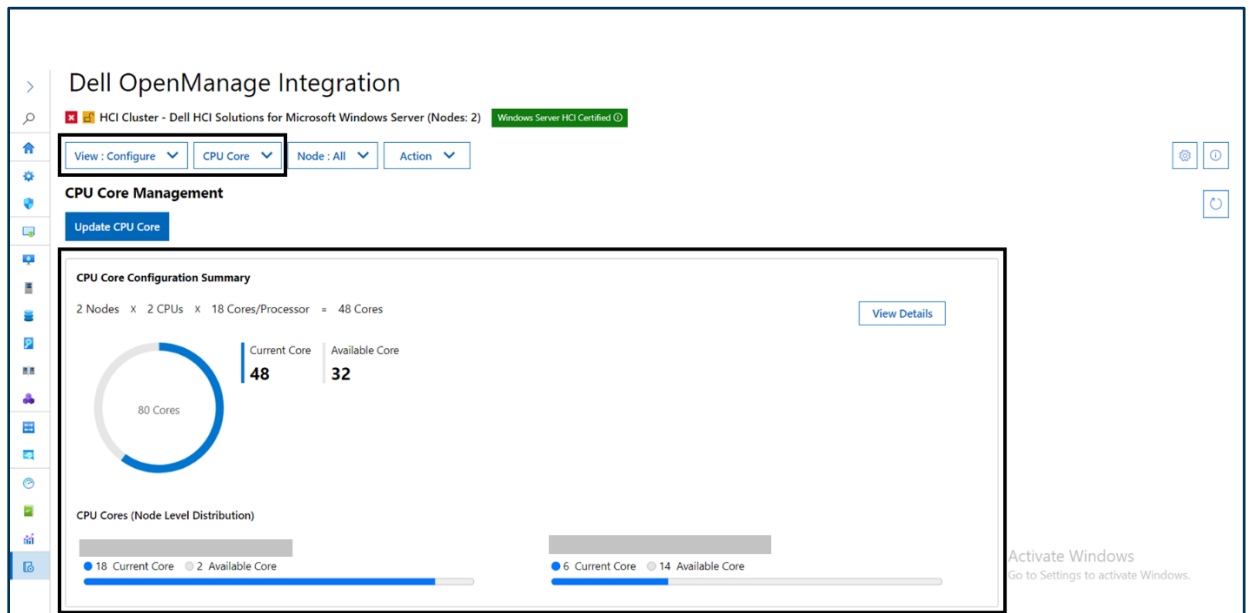 Dell OpenManage Integration
HCI Cluster - Dell HCI Solutions for Microsoft Windows Server (Nodes: 2) Windows Server HCI Certified
View : Configure CPU Core Node : All Action
CPU Core Management
Update CPU Core
CPU Core Configuration Summary
2 Nodes X 2 CPUs X 18 Cores/Processor = 48 Cores
View Details
Current Core Available Core
48 32
80 Cores
CPU Cores (Node Level Distribution)
18 Current Core 2 Available Core 6 Current Core 14 Available Core
Activate Windows
Go to Settings to activate Windows.